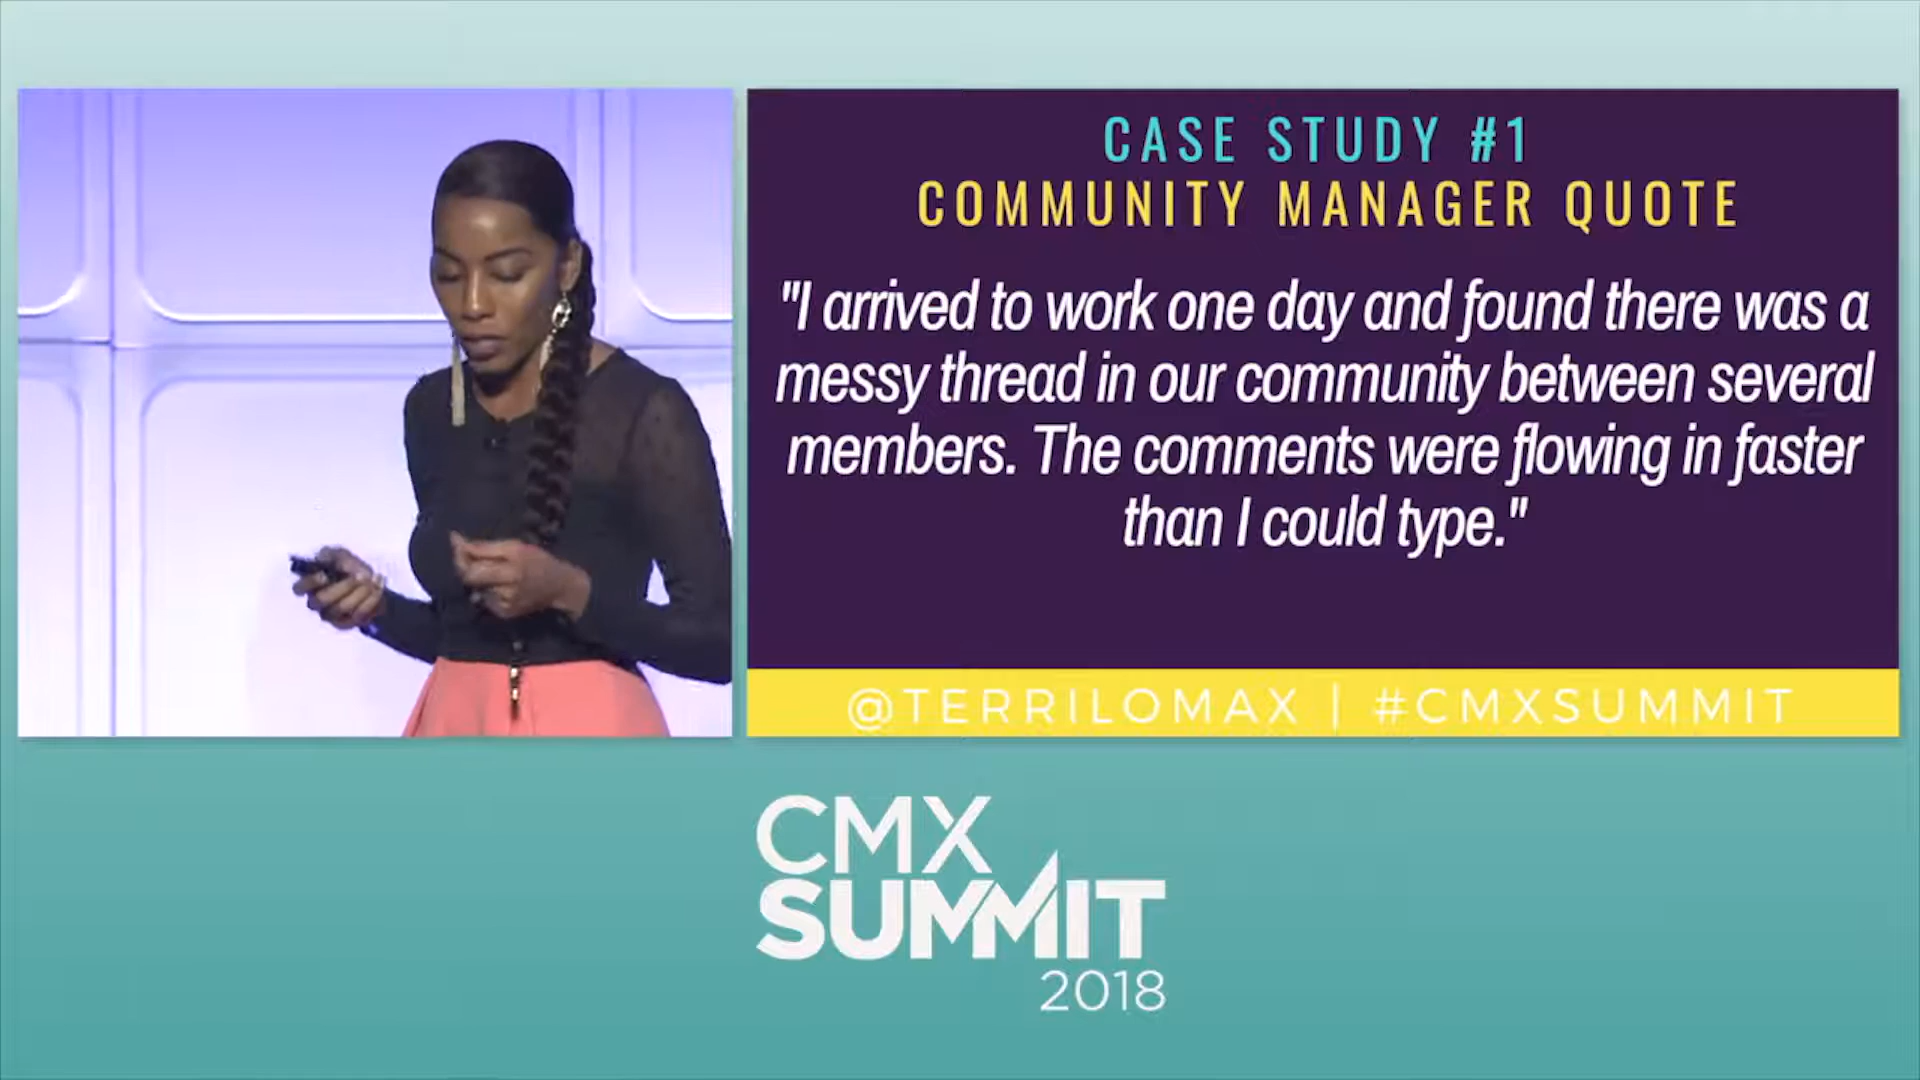 CASE STUDY #1
COMMUNITY MANAGER QUOTE
"I arrived to work one day and found there was a
messy thread in our community between several
members. The comments were flowing in faster
than I could type."
@TERRILOMAX | #CMXSUMMIT
CMX
SUMMIT
2018